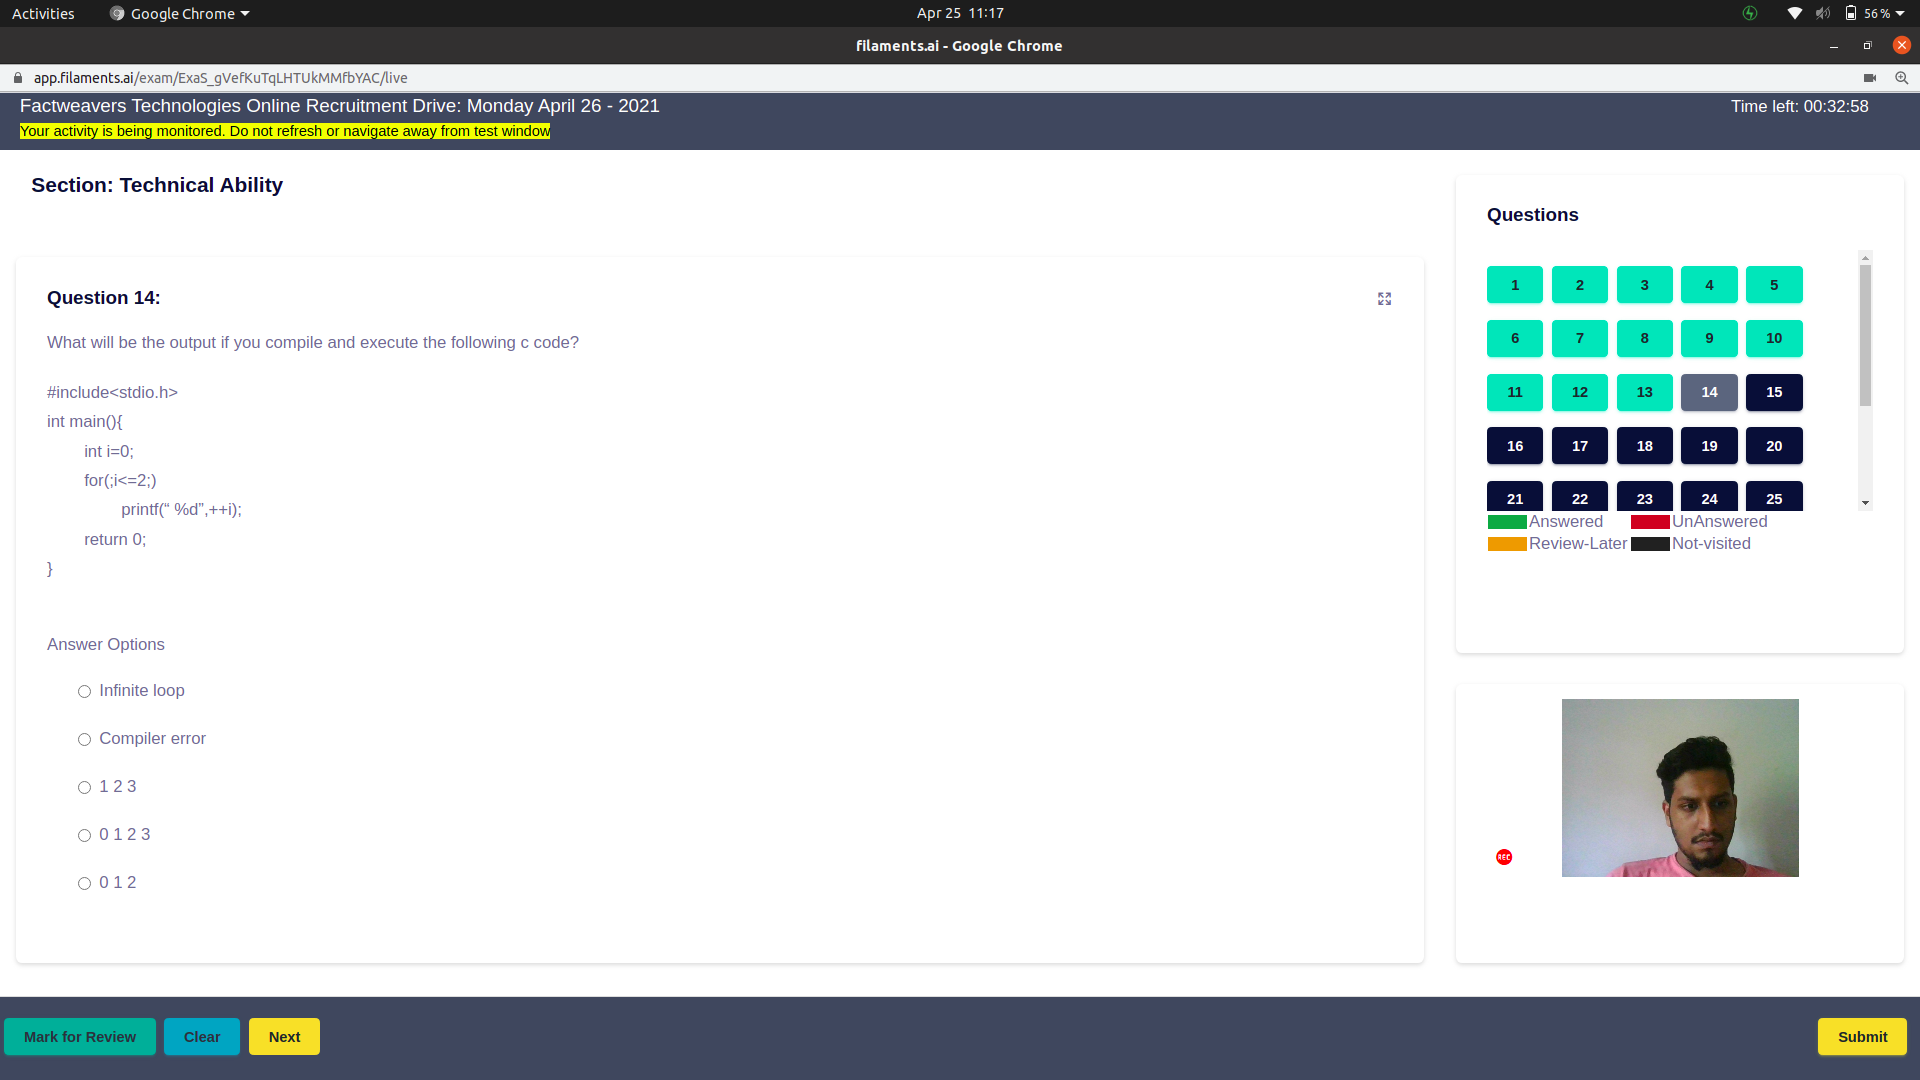 Activities
Google Chrome
Apr 25 11:17
56 %
filaments.ai - Google Chrome
app.filaments.ai/exam/ExaS_gVefKuTqLHTUkMMfbYAC/live
Factweavers Technologies Online Recruitment Drive: Monday April 26 - 2021
Time left: 00:32:58
Your activity is being monitored. Do not refresh or navigate away from test window
Section: Technical Ability
Question 14:
What will be the output if you compile and execute the following c code?
#include<stdio.h>
int main(){
int i=0;
for(;i<=2;)
printf(“ %d”,++i);
return 0;
}
Answer Options
Infinite loop
Compiler error
1 2 3
0 1 2 3
0 1 2
Questions
1 2 3 4 5
6 7 8 9 10
11 12 13 14 15
16 17 18 19 20
21 22 23 24 25
Answered UnAnswered
Review-Later Not-visited
REC
Mark for Review
Clear
Next
Submit